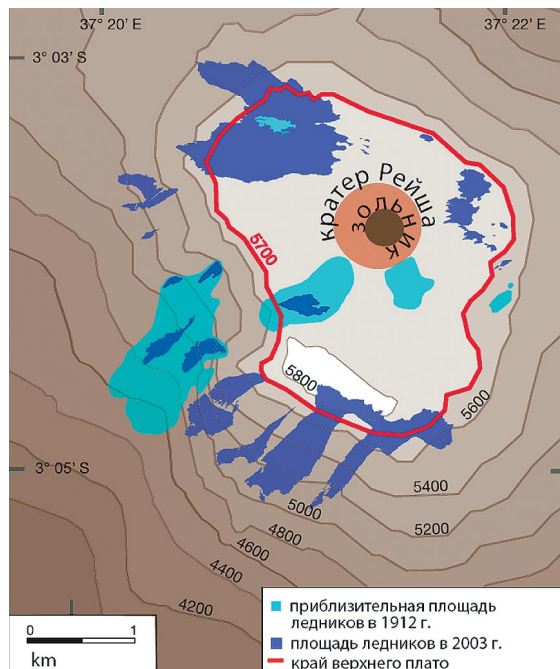 37° 20' E
37° 22' E
3° 03' S
кратер Рейша
зольник
5700
5800
5600
3° 05' S
5400
5000
5200
4800
4600
4400
4200
приблизительная площадь
ледников в 1912 г.
площадь ледников в 2003 г.
край верхнего плато
0 1
km